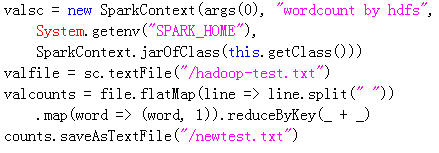 valsc = new SparkContext(args(0), "wordcount by hdfs",
System.getenv("SPARK_HOME"),
SparkContext.jarOfClass(this.getClass()))
valfile = sc.textFile("/hadoop-test.txt")
valcounts = file.flatMap(line => line.split(" "))
.map(word => (word, 1)).reduceByKey(_ + _)
counts.saveAsTextFile("/newtest.txt")